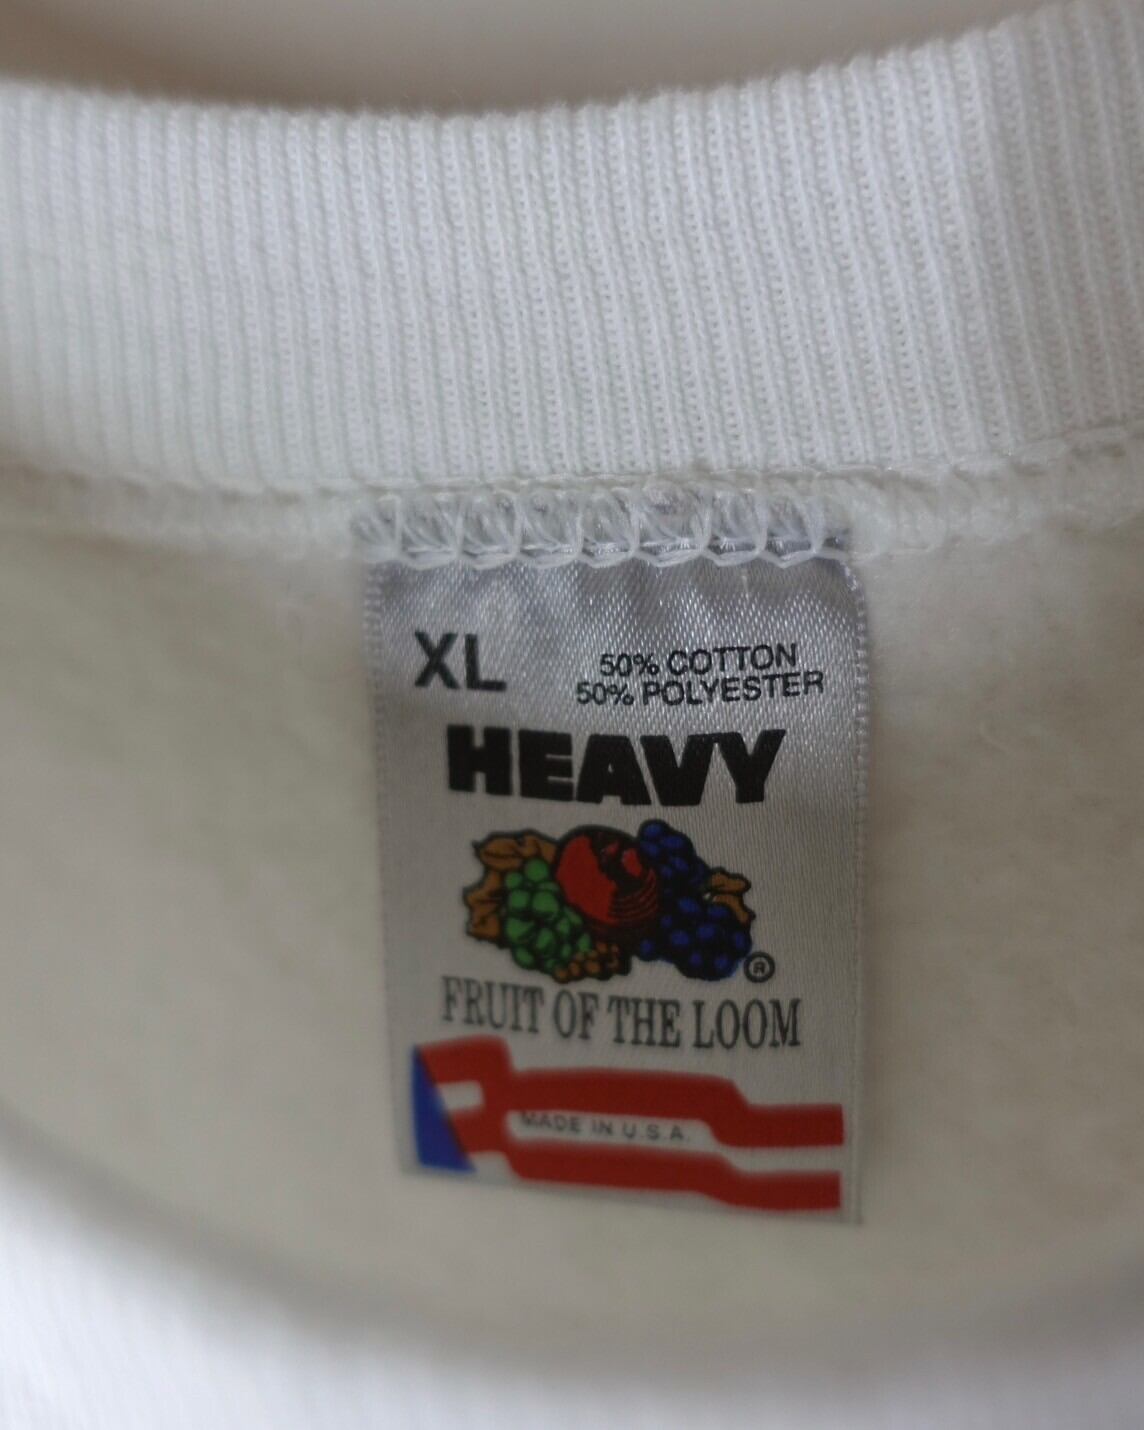 XL
50% COTTON
50% POLYESTER
HEAVY
®
FRUIT OF THE LOOM
MADE IN U.S.A.